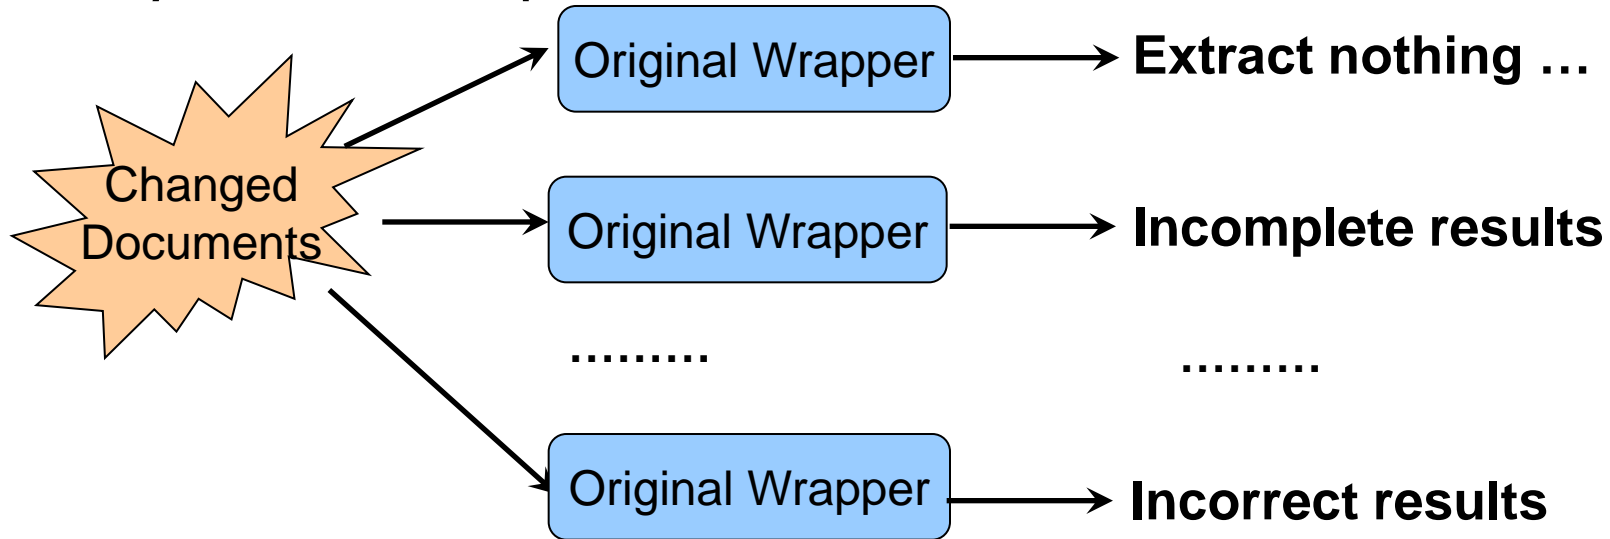 Original Wrapper
Extract nothing …
Changed
Documents
Original Wrapper
Incomplete results
………
………
Original Wrapper
Incorrect results